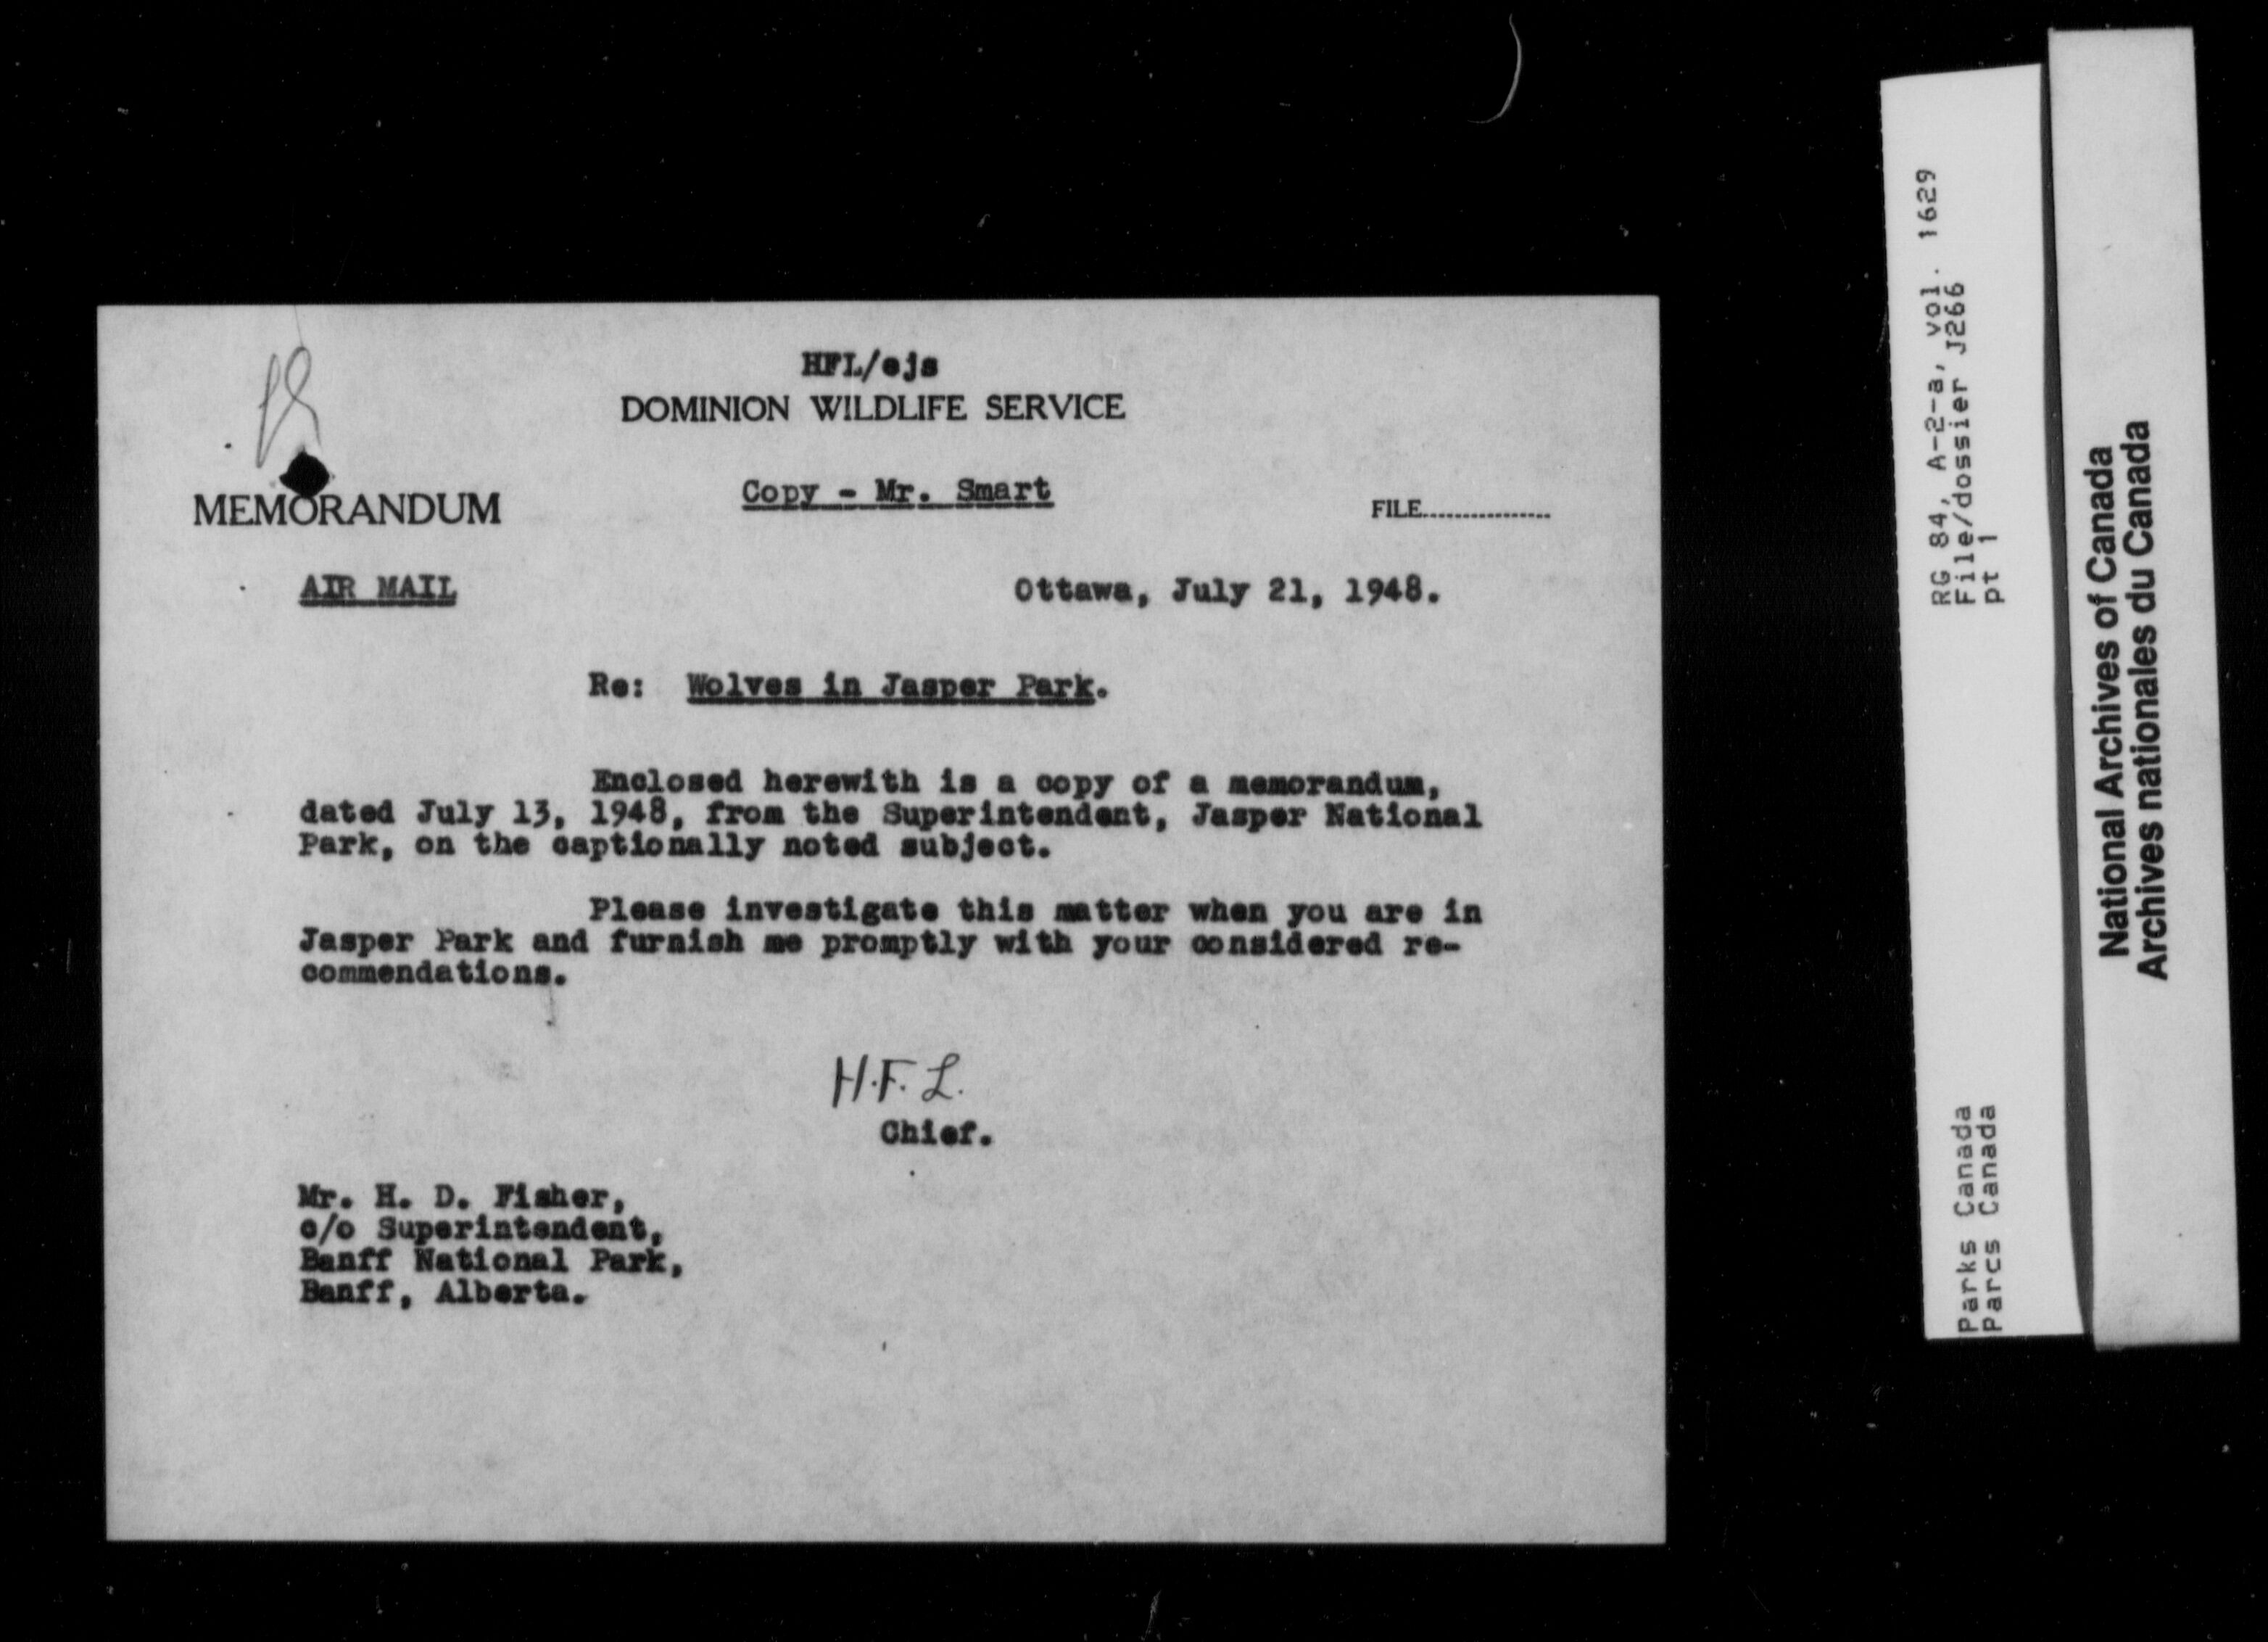 HFL/ejs
DOMINION WILDLIFE SERVICE
MEMORANDUM
Copy - Mr. Smart
FILE................
AIR MAIL
Ottawa, July 21, 1948.
Re: Wolves in Jasper Park.
Enclosed herewith is a copy of a memorandum,
dated July 13, 1948, from the Superintendent, Jasper National
Park, on the captionally noted subject.
Please investigate this matter when you are in
Jasper Park and furnish me promptly with your considered re-
commendations.
H.F.L.
Chief.
Mr. H. D. Fisher,
c/o Superintendent,
Banff National Park,
Banff, Alberta.
RG 84, A-2-a, vol. 1629
File/dossier J266
pt 1
Parks Canada
Parcs Canada
National Archives of Canada
Archives nationales du Canada